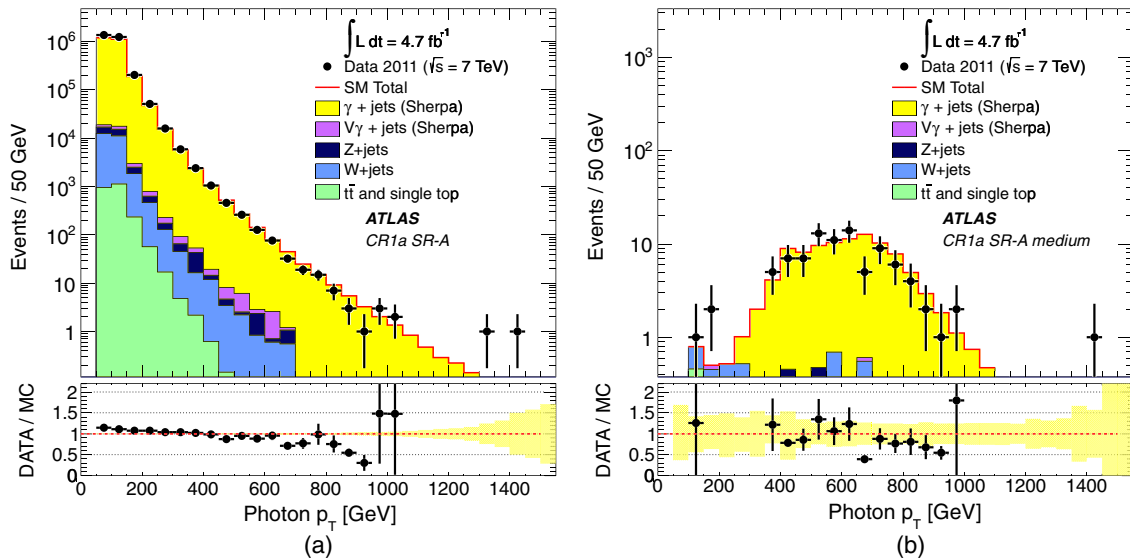 ∫L dt = 4.7 fb⁻¹
Data 2011 (√s = 7 TeV)
SM Total
γ + jets (Sherpa)
Vγ + jets (Sherpa)
Z+jets
W+jets
tt̄ and single top
ATLAS
CR1a SR-A
Events / 50 GeV
10⁶
10⁵
10⁴
10³
10²
10
1
DATA / MC
2
1.5
1
0.5
0
0 200 400 600 800 1000 1200 1400
Photon p_T [GeV]
(a)
∫L dt = 4.7 fb⁻¹
Data 2011 (√s = 7 TeV)
SM Total
γ + jets (Sherpa)
Vγ + jets (Sherpa)
Z+jets
W+jets
tt̄ and single top
ATLAS
CR1a SR-A medium
Events / 50 GeV
10³
10²
10
1
DATA / MC
2
1.5
1
0.5
0
0 200 400 600 800 1000 1200 1400
Photon p_T [GeV]
(b)